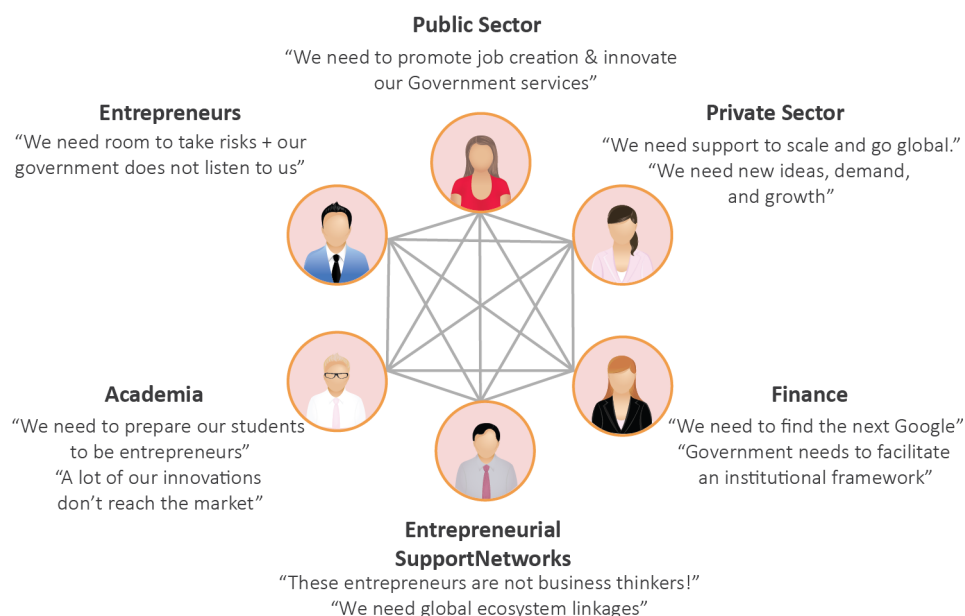 Public Sector
“We need to promote job creation & innovate
our Government services”
Entrepreneurs
“We need room to take risks + our
government does not listen to us”
Private Sector
“We need support to scale and go global.”
“We need new ideas, demand,
and growth”
Academia
“We need to prepare our students
to be entrepreneurs”
“A lot of our innovations
don’t reach the market”
Finance
“We need to find the next Google”
“Government needs to facilitate
an institutional framework”
Entrepreneurial
SupportNetworks
“These entrepreneurs are not business thinkers!”
“We need global ecosystem linkages”